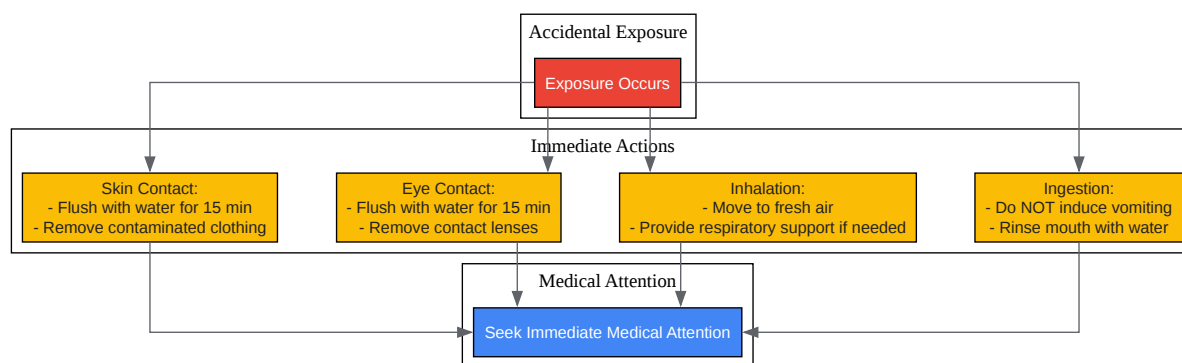 Accidental Exposure
Exposure Occurs
Immediate Actions
Skin Contact:
- Flush with water for 15 min
- Remove contaminated clothing
Eye Contact:
- Flush with water for 15 min
- Remove contact lenses
Inhalation:
- Move to fresh air
- Provide respiratory support if needed
Ingestion:
- Do NOT induce vomiting
- Rinse mouth with water
Medical Attention
Seek Immediate Medical Attention